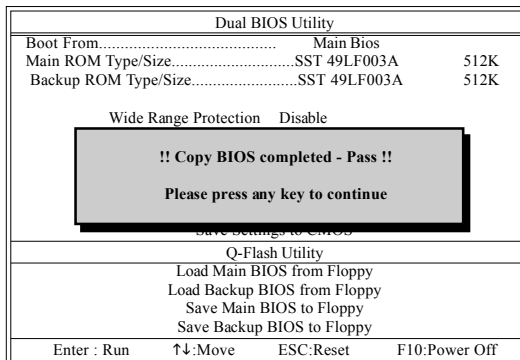 Dual BIOS Utility
Boot From........................................... Main Bios
Main ROM Type/Size..............................SST 49LF003A 512K
Backup ROM Type/Size..........................SST 49LF003A 512K
Wide Range Protection Disable
!! Copy BIOS completed - Pass !!
Please press any key to continue
Save Settings to CMOS
Q-Flash Utility
Load Main BIOS from Floppy
Load Backup BIOS from Floppy
Save Main BIOS to Floppy
Save Backup BIOS to Floppy
Enter : Run ↑↓:Move ESC:Reset F10:Power Off